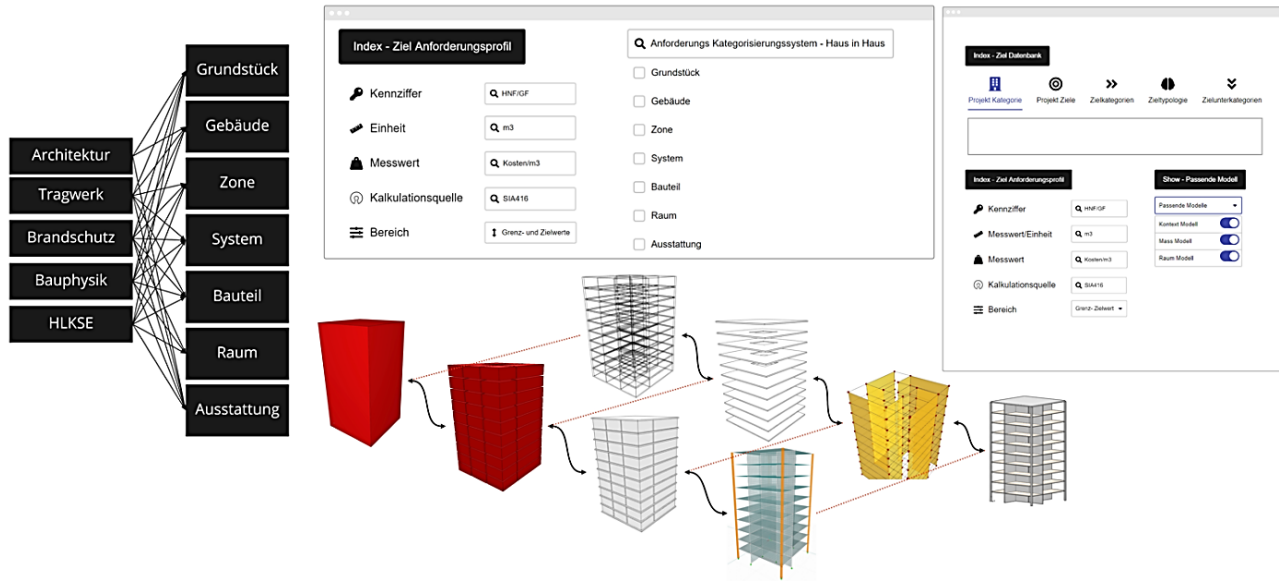 Architektur
Tragwerk
Brandschutz
Bauphysik
HLKSE
Grundstück
Gebäude
Zone
System
Bauteil
Raum
Ausstattung
Index - Ziel Anforderungsprofil
Kennziffer
HNF/GF
Einheit
m3
Messwert
Kosten/m3
Kalkulationsquelle
SIA416
Bereich
Grenz- und Zielwerte
Anforderungs Kategorisierungssystem - Haus in Haus
Grundstück
Gebäude
Zone
System
Bauteil
Raum
Ausstattung
Index - Ziel Datenbank
Projekt Kategorie
Projekt Ziele
Zielkategorien
Zieltypologie
Zielunterkategorien
Index - Ziel Anforderungsprofil
Kennziffer
HNF/GF
Messwert/Einheit
m3
Messwert
Kosten/m3
Kalkulationsquelle
SIA416
Bereich
Grenz- Zielwert
Show - Passende Modell
Passende Modelle
Kontext Modell
Mass Modell
Raum Modell